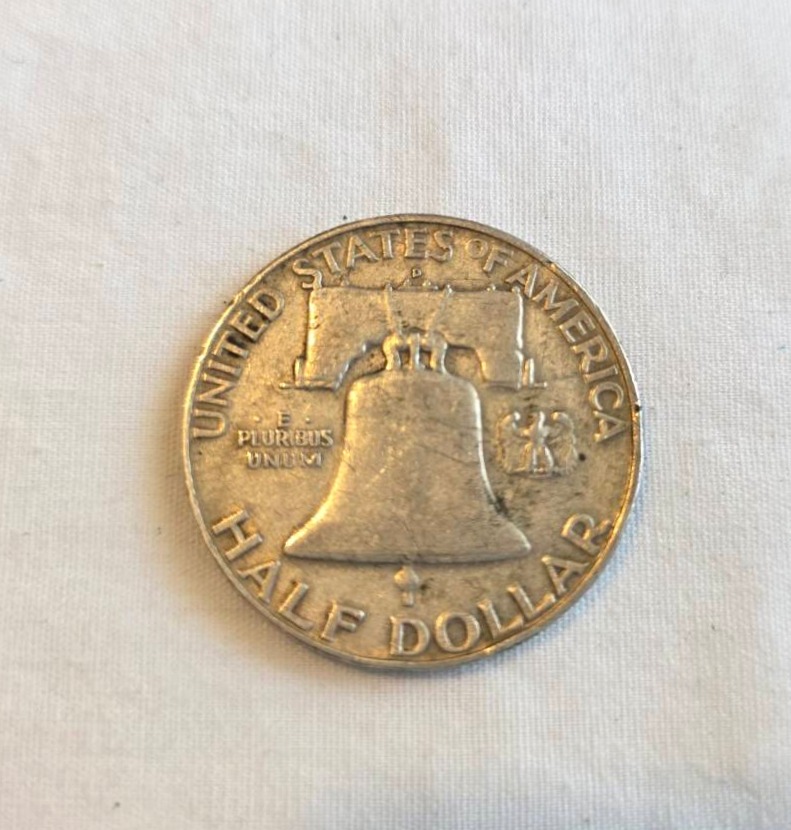 UNITED STATES OF AMERICA
D
· E ·
PLURIBUS
UNUM
HALF DOLLAR